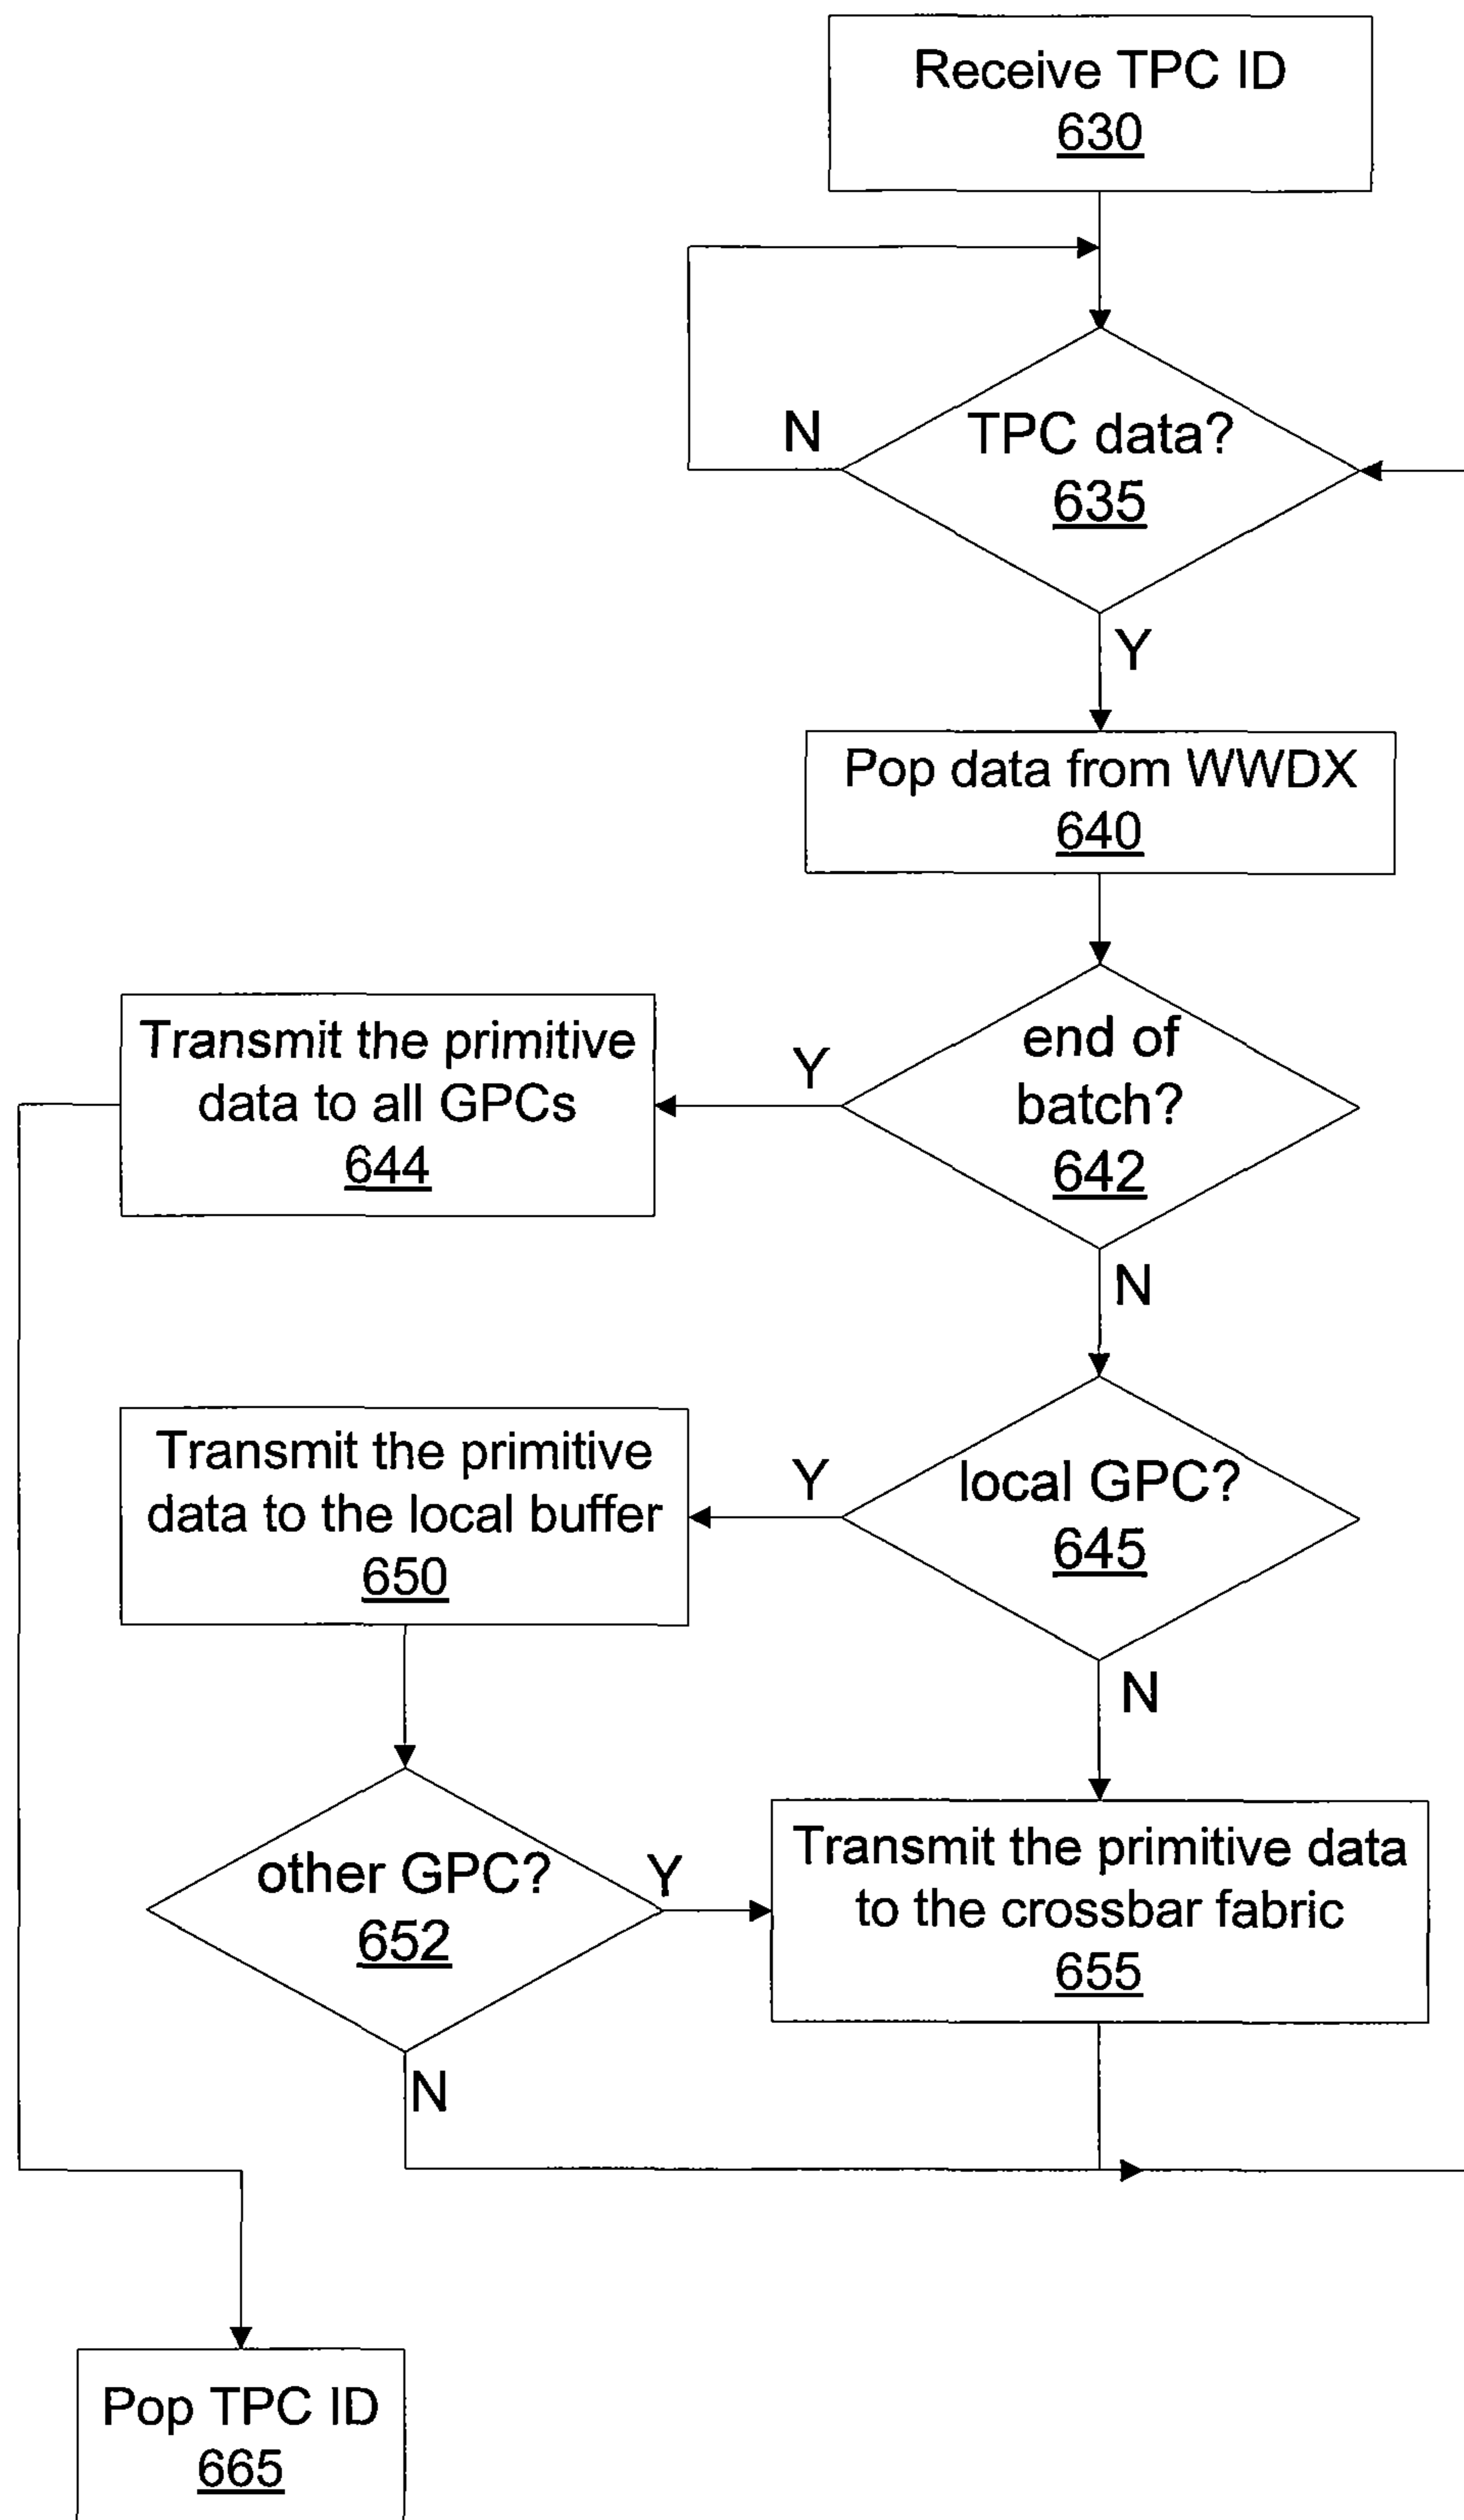 Receive TPC ID
630
N
TPC data?
635
Y
Pop data from WWDX
640
Transmit the primitive
data to all GPCs
644
Y
end of
batch?
642
N
Transmit the primitive
data to the local buffer
650
Y
local GPC?
645
N
other GPC?
652
Y
Transmit the primitive data
to the crossbar fabric
655
N
Pop TPC ID
665